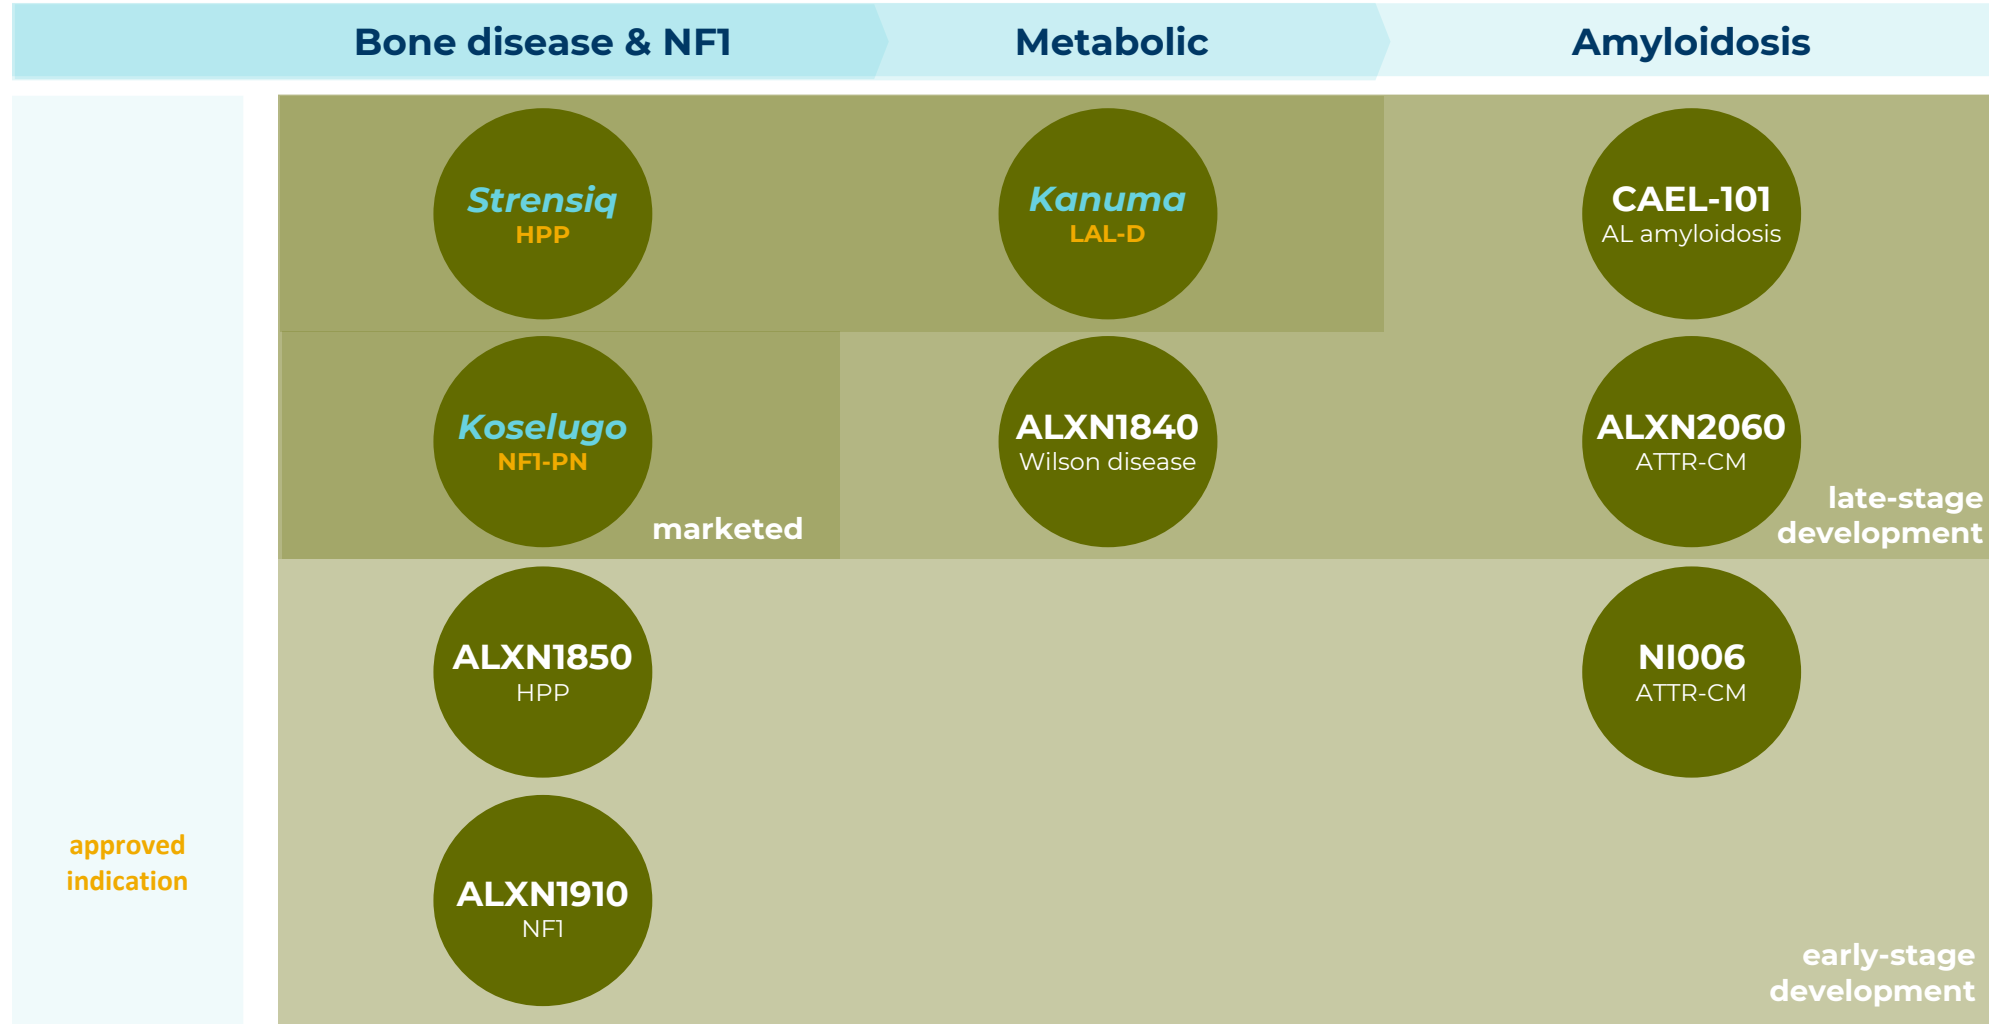 Bone disease & NF1
Metabolic
Amyloidosis
Strensiq
HPP
Kanuma
LAL-D
CAEL-101
AL amyloidosis
Koselugo
NF1-PN
marketed
ALXN1840
Wilson disease
ALXN2060
ATTR-CM
late-stage
development
ALXN1850
HPP
NI006
ATTR-CM
approved
indication
ALXN1910
NF1
early-stage
development